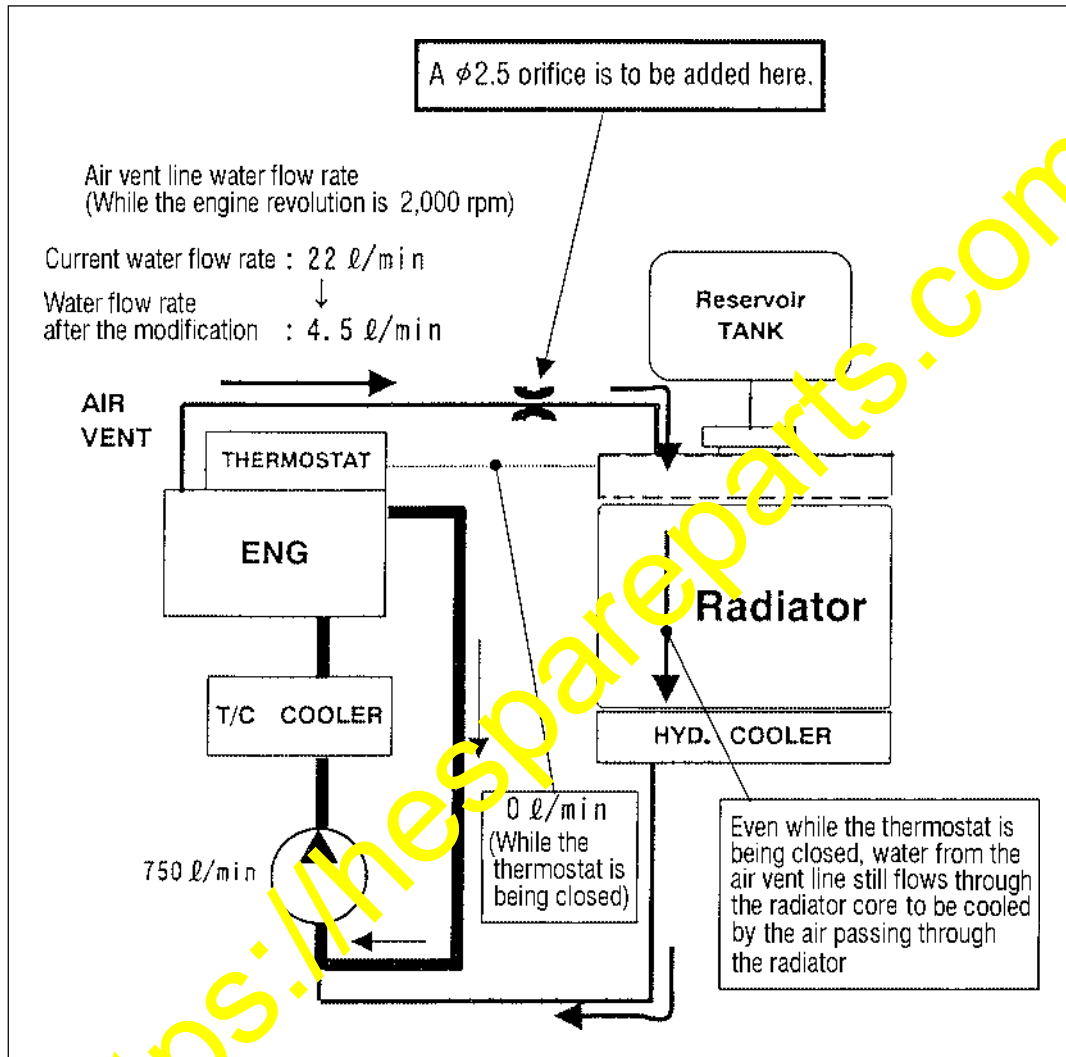 A φ2.5 orifice is to be added here.
Air vent line water flow rate
(While the engine revolution is 2,000 rpm)
Current water flow rate : 22 ℓ/min
↓
Water flow rate
after the modification : 4.5 ℓ/min
Reservoir
TANK
AIR
VENT
THERMOSTAT
ENG
Radiator
T/C COOLER
HYD. COOLER
0 ℓ/min
(While the
thermostat is
being closed)
750 ℓ/min
Even while the thermostat is
being closed, water from the
air vent line still flows through
the radiator core to be cooled
by the air passing through
the radiator
ps://hespareparts.com